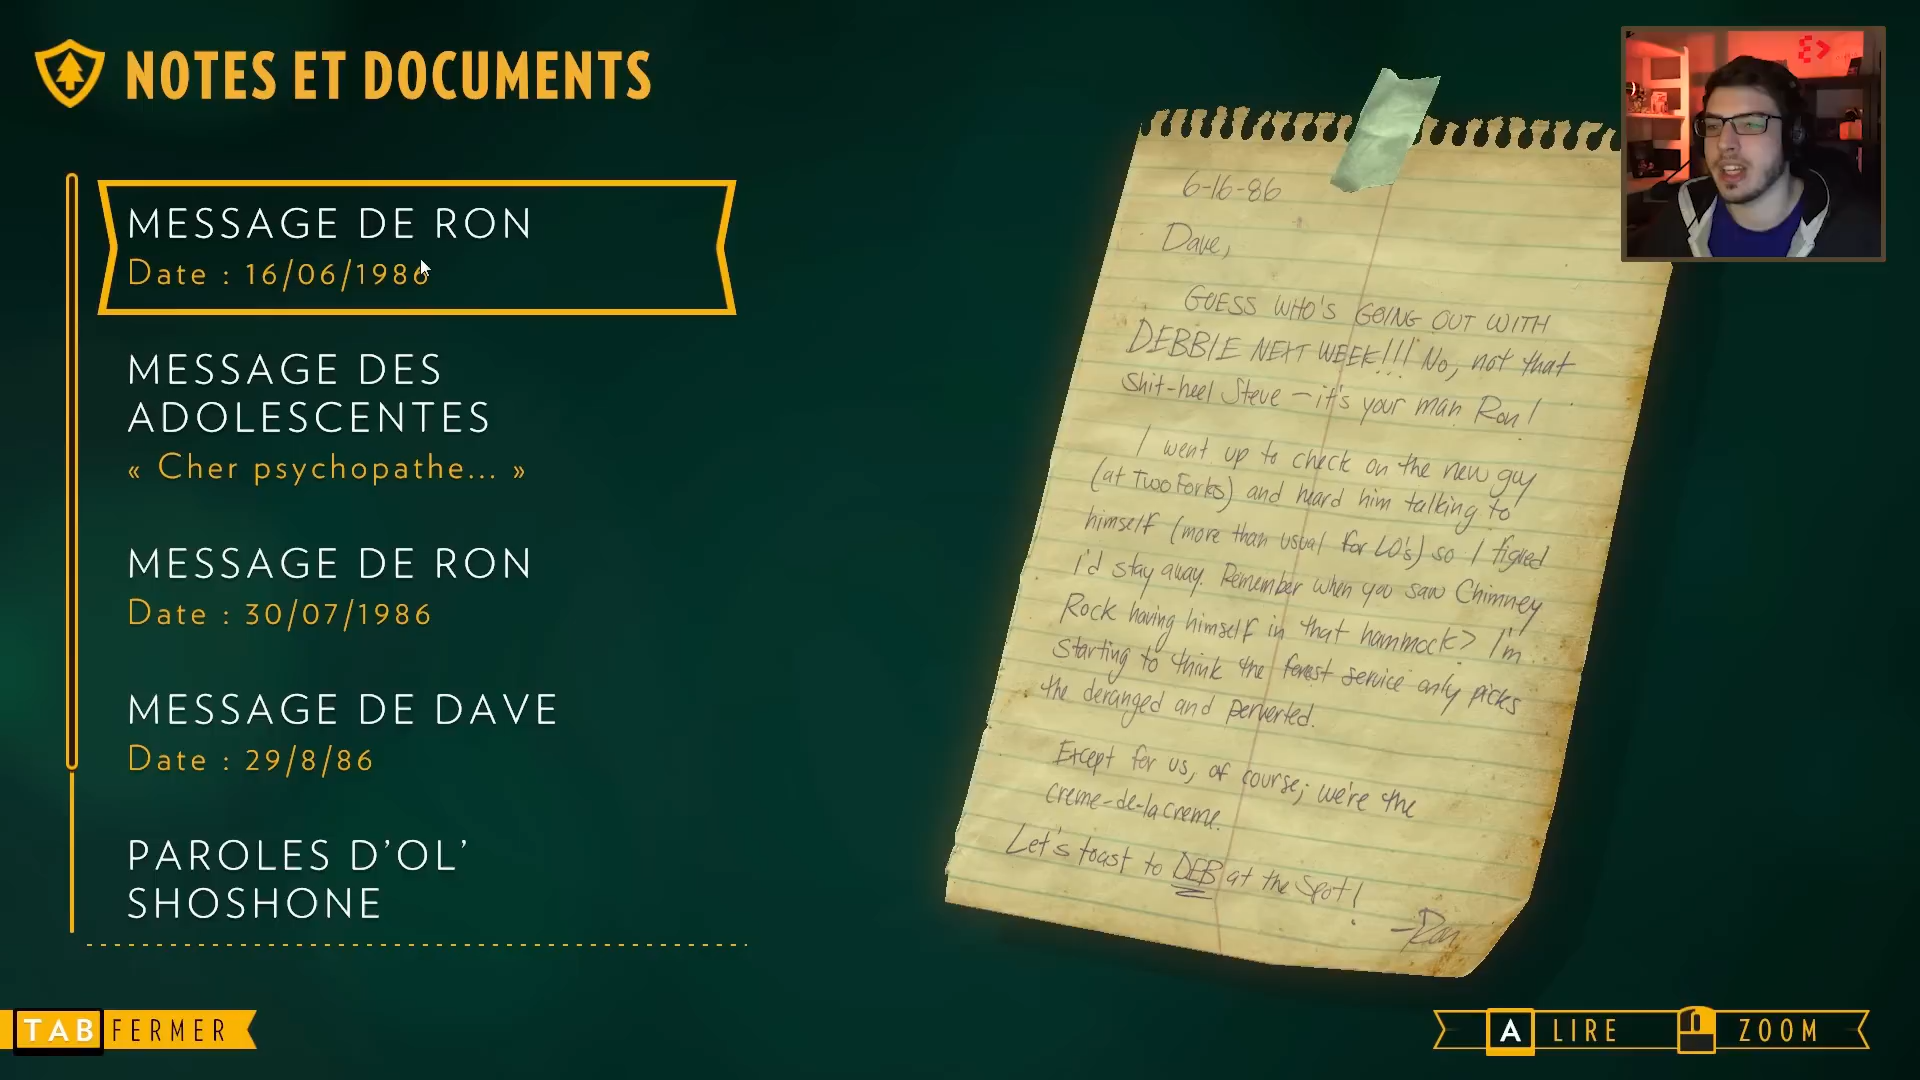 NOTES ET DOCUMENTS
MESSAGE DE RON
Date : 16/06/1986
MESSAGE DES
ADOLESCENTES
« Cher psychopathe... »
MESSAGE DE RON
Date : 30/07/1986
MESSAGE DE DAVE
Date : 29/8/86
PAROLES D'OL'
SHOSHONE
TAB FERMER
6-16-86
Dave,
GUESS WHO'S GOING OUT WITH
DEBBIE NEXT WEEK!!! No, not that
shit-heel Steve - it's your man Ron!
I went up to check on the new guy
(at Two Forks) and heard him talking to
himself (more than usual for LO's) so I figured
I'd stay away. Remember when you saw Chimney
Rock having himself in that hammock? I'm
starting to think the forest service only picks
the deranged and perverted.
Except for us, of course; we're the
creme-de-la creme.
Let's toast to DEB at the Spot!
-Ron
A LIRE
ZOOM